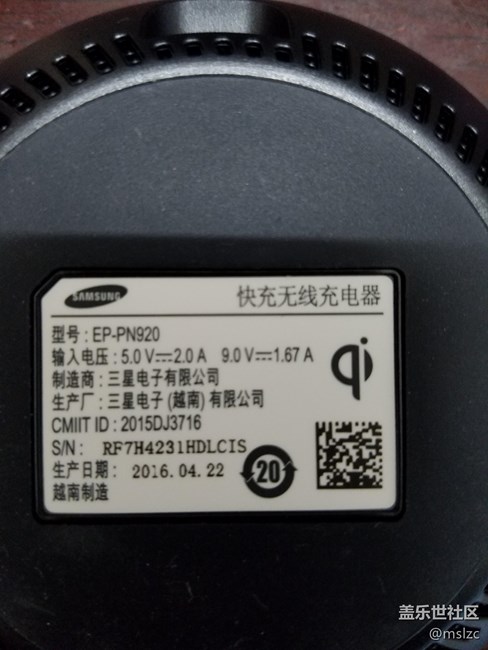 SAMSUNG
快充无线充电器
型号: EP-PN920
输入电压: 5.0 V⎓2.0 A 9.0 V⎓1.67 A
制造商: 三星电子有限公司
生产厂: 三星电子 (越南) 有限公司
CMIIT ID: 2015DJ3716
S/N: RF7H4231HDLCIS
生产日期: 2016.04.22
越南制造
qi
20
盖乐世社区
@mslzc